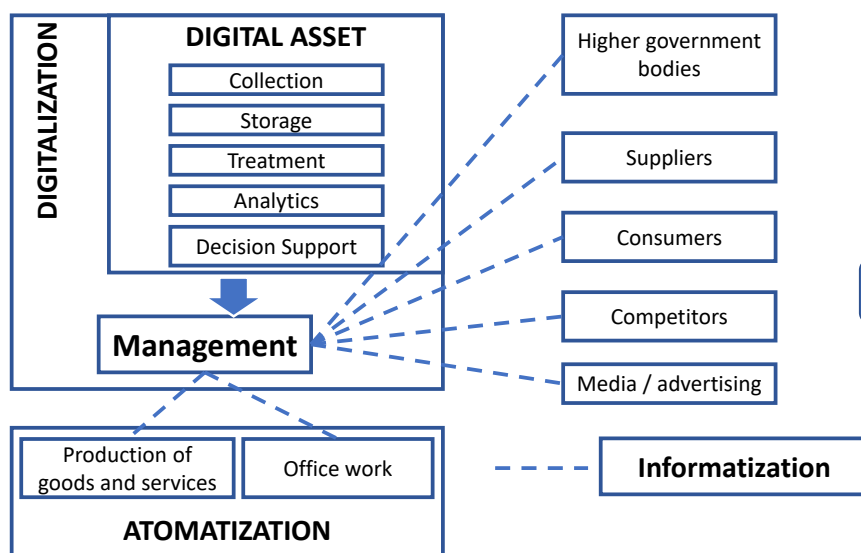 DIGITALIZATION
DIGITAL ASSET
Collection
Storage
Treatment
Analytics
Decision Support
Management
Higher government
bodies
Suppliers
Consumers
Competitors
Media / advertising
Production of
goods and services
Office work
ATOMATIZATION
Informatization